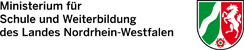 Ministerium für
Schule und Weiterbildung
des Landes Nordrhein-Westfalen